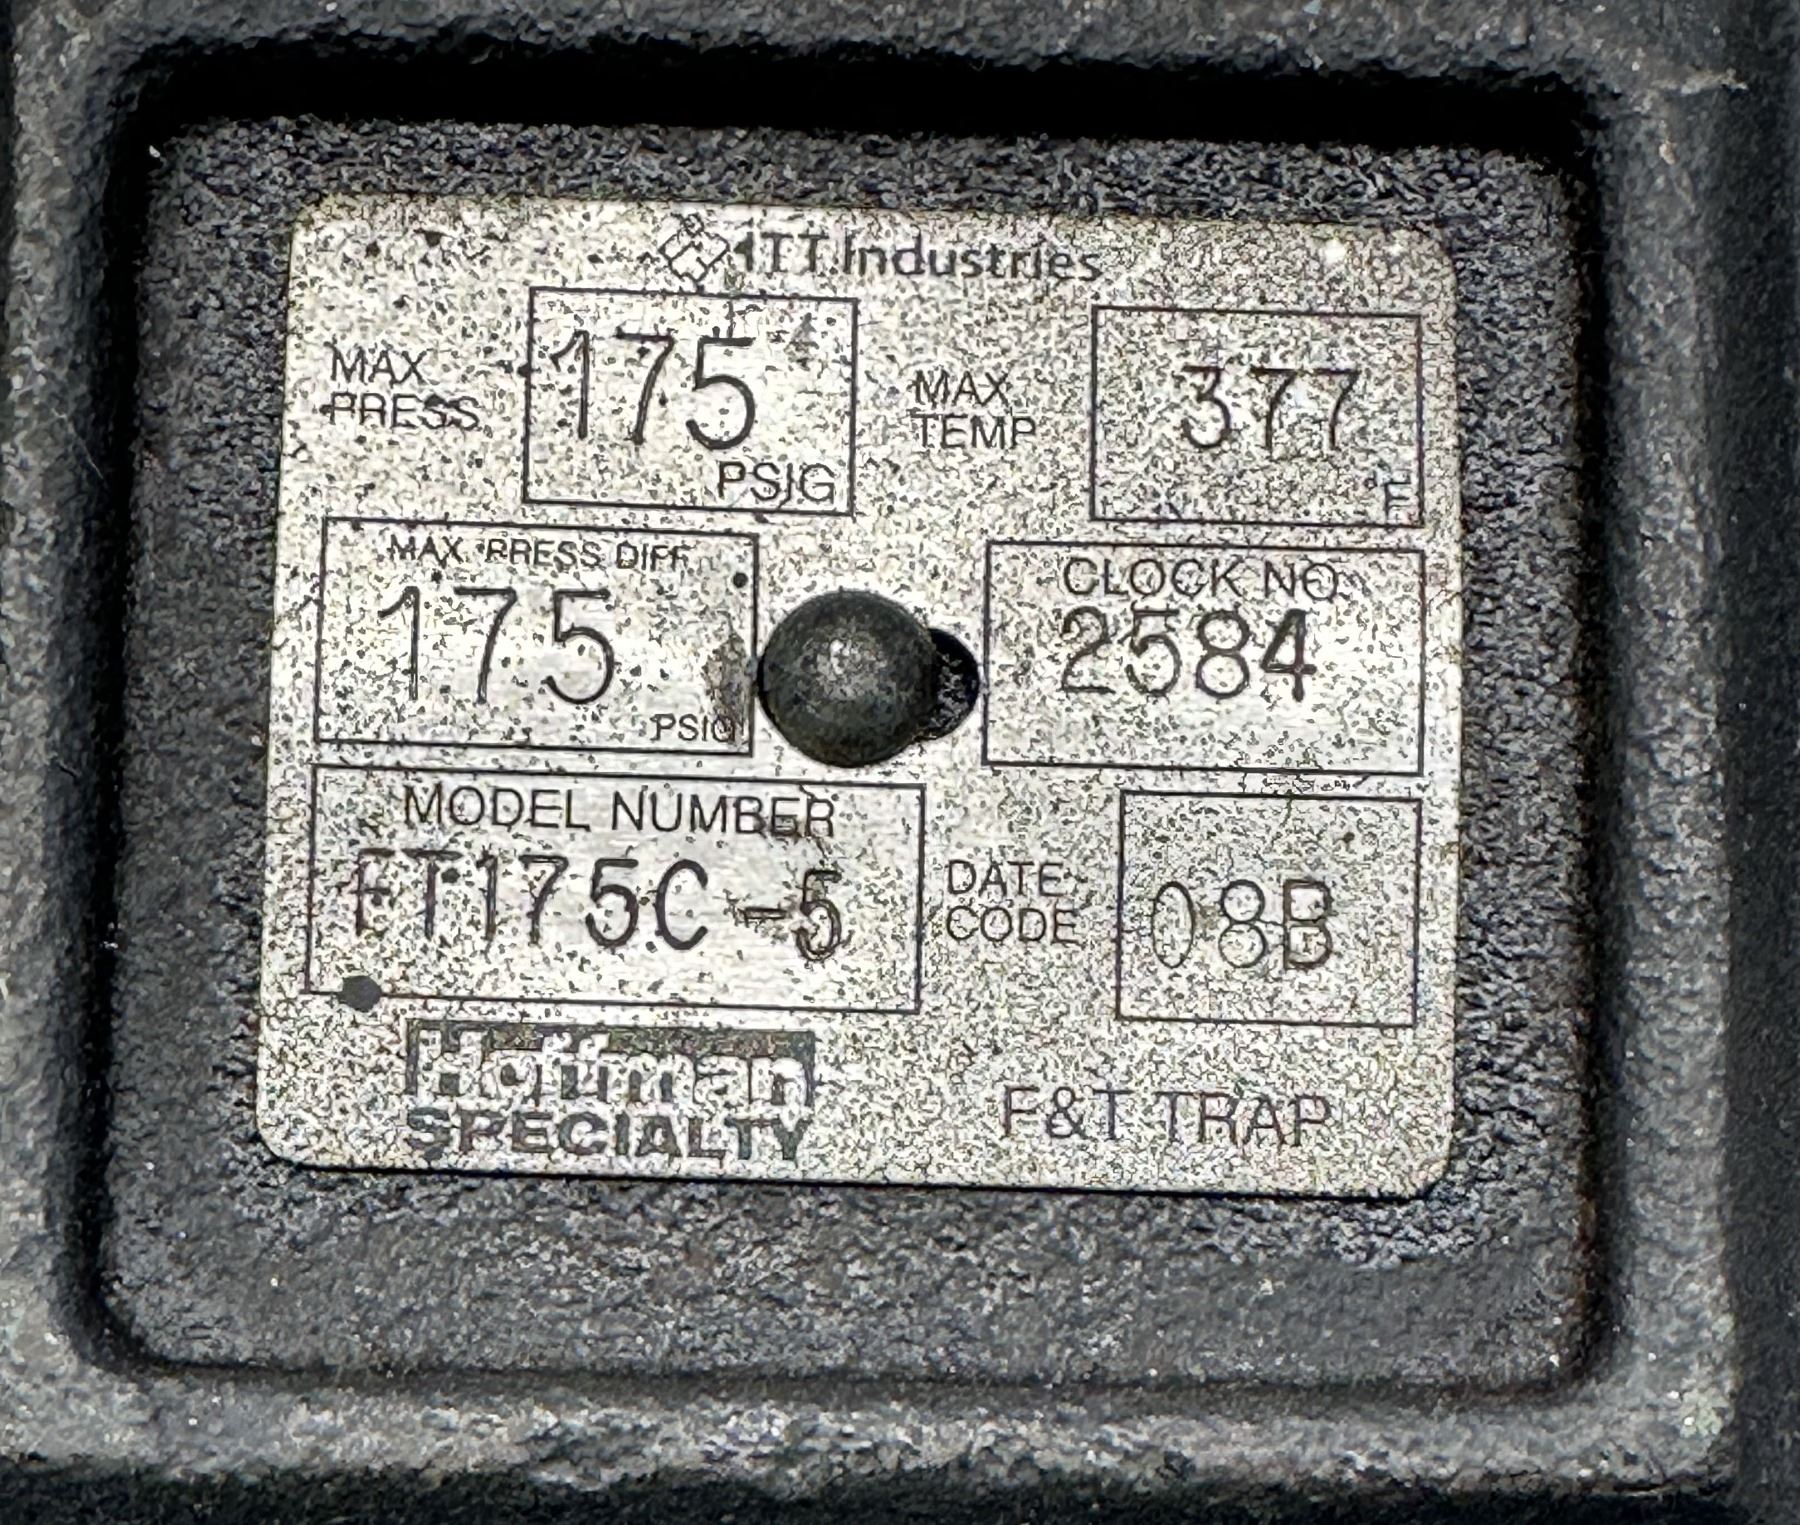 ITT Industries
MAX PRESS 175 PSIG
MAX TEMP 377 °F
MAX PRESS DIFF
175
PSIG
CLOCK NO
2584
MODEL NUMBER
FT175C-5
DATE CODE 08B
Hoffman
SPECIALTY
F&T TRAP